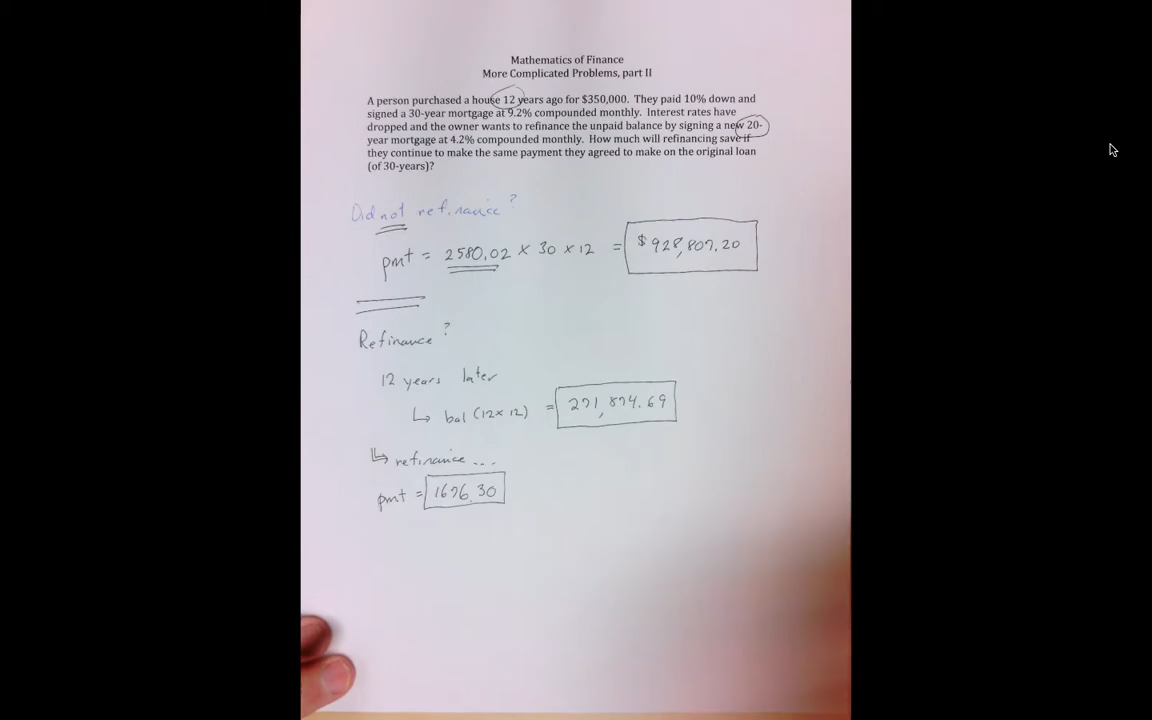 Mathematics of Finance
More Complicated Problems, part II
A person purchased a house 12 years ago for $350,000. They paid 10% down and
signed a 30-year mortgage at 9.2% compounded monthly. Interest rates have
dropped and the owner wants to refinance the unpaid balance by signing a new 20-
year mortgage at 4.2% compounded monthly. How much will refinancing save if
they continue to make the same payment they agreed to make on the original loan
(of 30-years)?
Did not refinance?
pmt = 2580.02 × 30 × 12 = $928,807.20
Refinance?
12 years later
↳ bal (12×12) = 271,874.69
↳ refinance ...
pmt = 1676.30